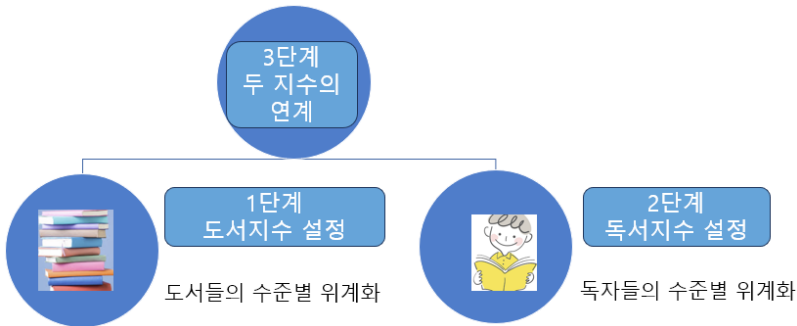 3단계
두 지수의
연계
1단계
도서지수 설정
도서들의 수준별 위계화
2단계
독서지수 설정
독자들의 수준별 위계화